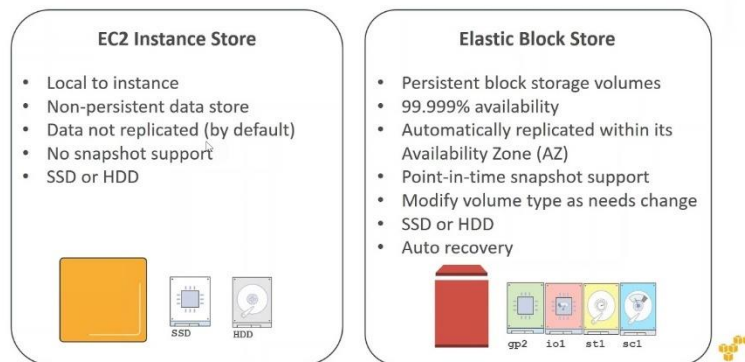 EC2 Instance Store
• Local to instance
• Non-persistent data store
• Data not replicated (by default)
• No snapshot support
• SSD or HDD
SSD
HDD
Elastic Block Store
• Persistent block storage volumes
• 99.999% availability
• Automatically replicated within its
Availability Zone (AZ)
• Point-in-time snapshot support
• Modify volume type as needs change
• SSD or HDD
• Auto recovery
gp2
io1
st1
sc1